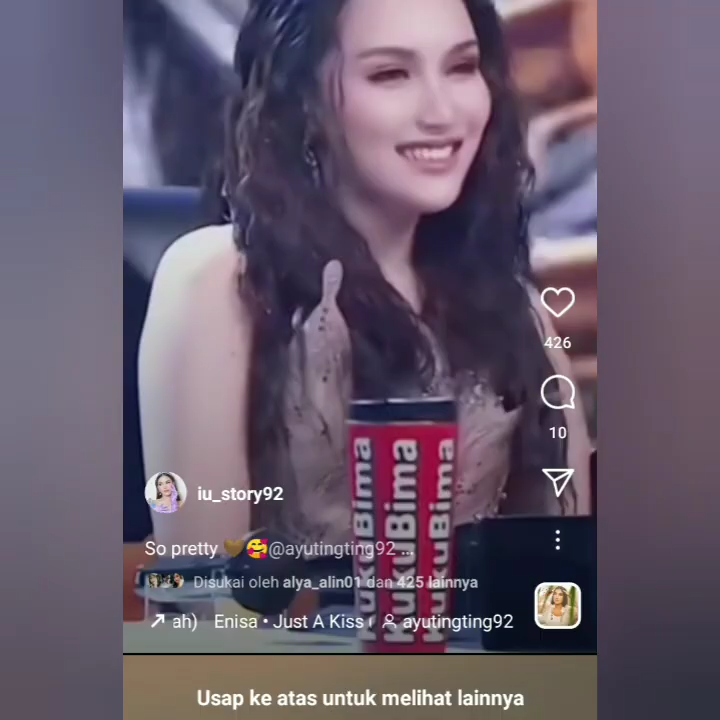 426
10
KukuBima
KukuBima
KukuBima
iu_story92
So pretty 🤎🥰@ayutingting92 ...
Disukai oleh alya_alin01 dan 425 lainnya
ah) Enisa • Just A Kiss ayutingting92
Usap ke atas untuk melihat lainnya